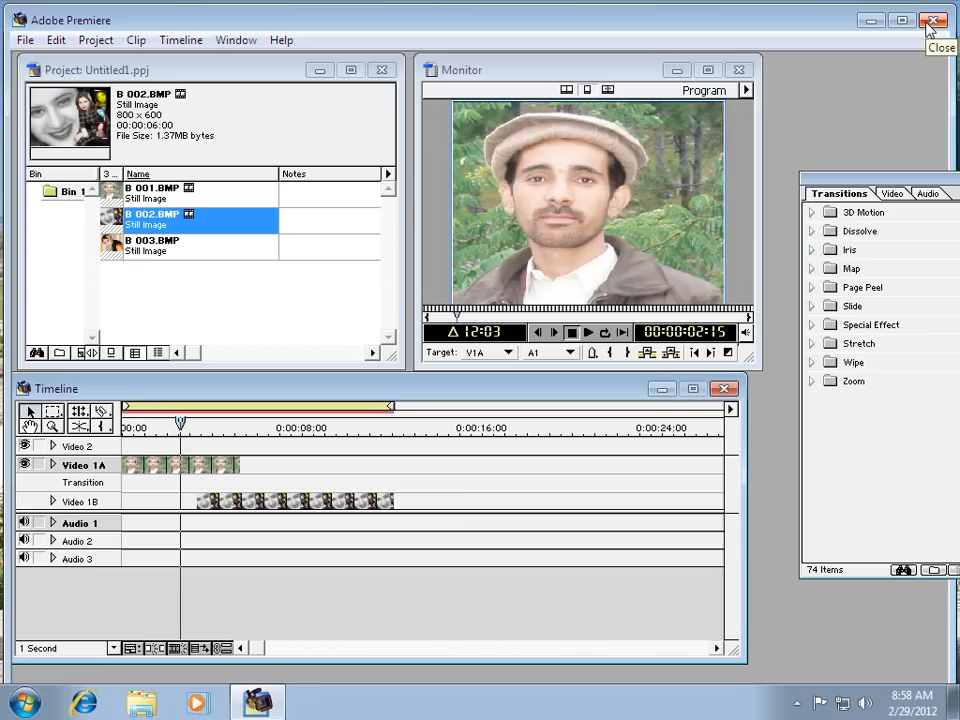 Adobe Premiere
File Edit Project Clip Timeline Window Help
Close
Project: Untitled1.ppj
B 002.BMP
Still Image
800 x 600
00:00:06:00
File Size: 1.37MB bytes
Bin 3... Name Notes
Bin 1
B 001.BMP
Still Image
B 002.BMP
Still Image
B 003.BMP
Still Image
Monitor
Program
Δ 12:03 00:00:02:15
Target: V1A A1
Transitions Video Audio
3D Motion
Dissolve
Iris
Map
Page Peel
Slide
Special Effect
Stretch
Wipe
Zoom
74 Items
Timeline
0:00 0:00:08:00 0:00:16:00 0:00:24:00
Video 2
Video 1A
Transition
Video 1B
Audio 1
Audio 2
Audio 3
1 Second
8:58 AM
2/29/2012